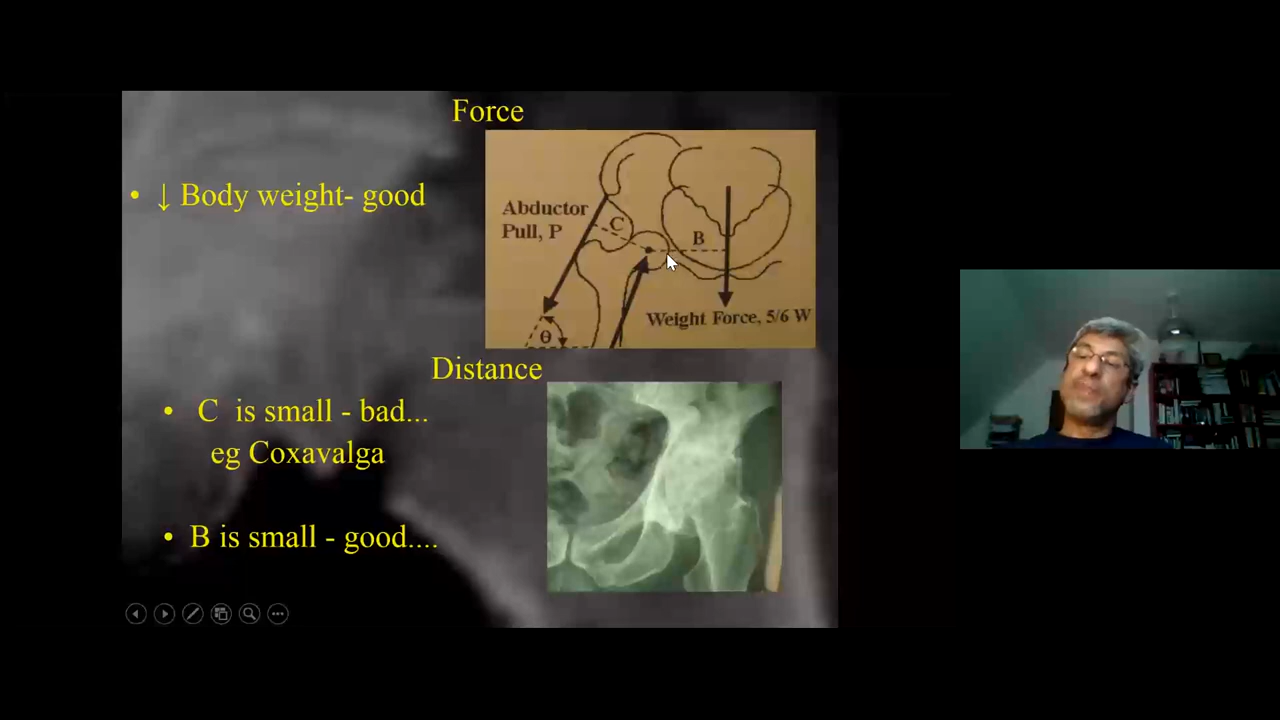 Force
• ↓ Body weight- good
Abductor
Pull, P
C
B
Weight Force, 5/6 W
θ
Distance
• C is small - bad...
eg Coxavalga
• B is small - good....